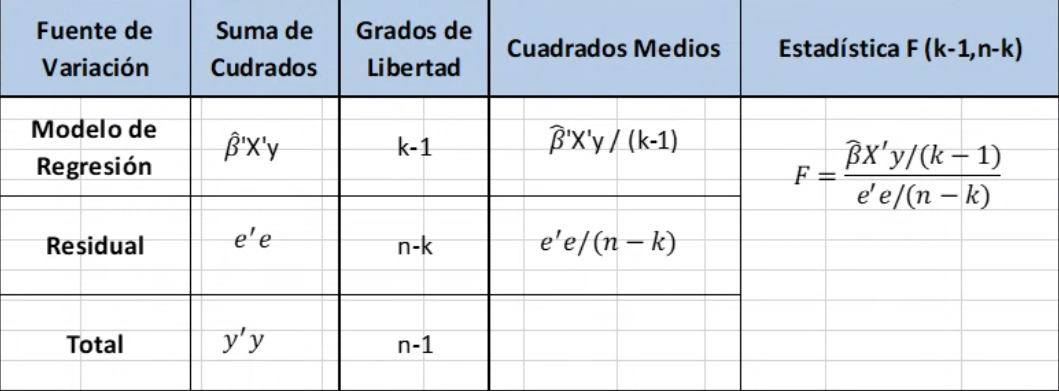 Fuente de Variación | Suma de Cudrados | Grados de Libertad | Cuadrados Medios | Estadística F (k-1,n-k)
Modelo de Regresión | β̂'X'y | k-1 | β̂'X'y / (k-1) | F = β̂X′y/(k − 1) / e′e/(n − k)
Residual | e′e | n-k | e′e/(n − k)
Total | y′y | n-1